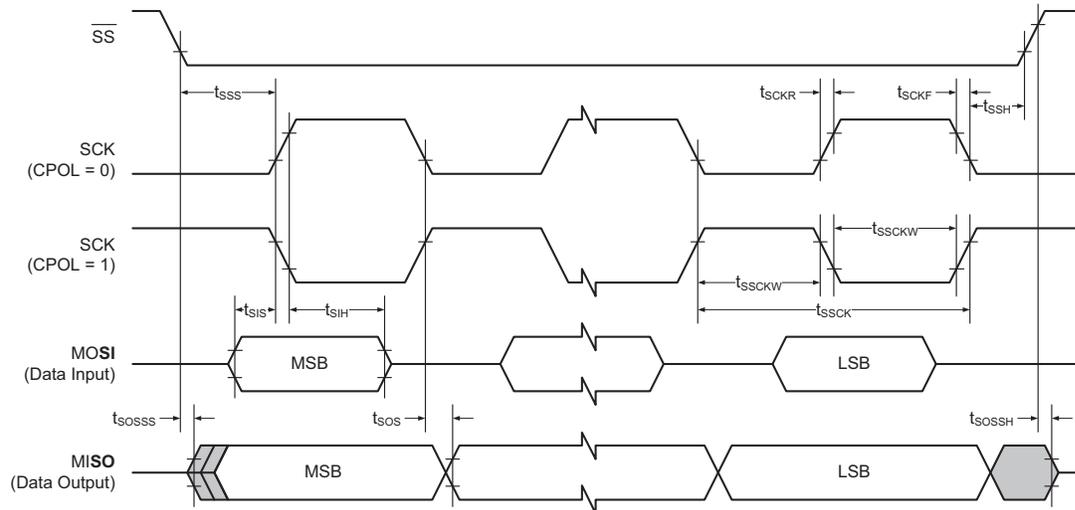 SS
tSSS
tSCKR
tSCKF
tSSH
SCK
(CPOL = 0)
SCK
(CPOL = 1)
tSSCKW
tSSCKW
tSSCK
tSIS
tSIH
MOSI
(Data Input)
MSB
LSB
tSOSSS
tSOS
tSOSSH
MISO
(Data Output)
MSB
LSB